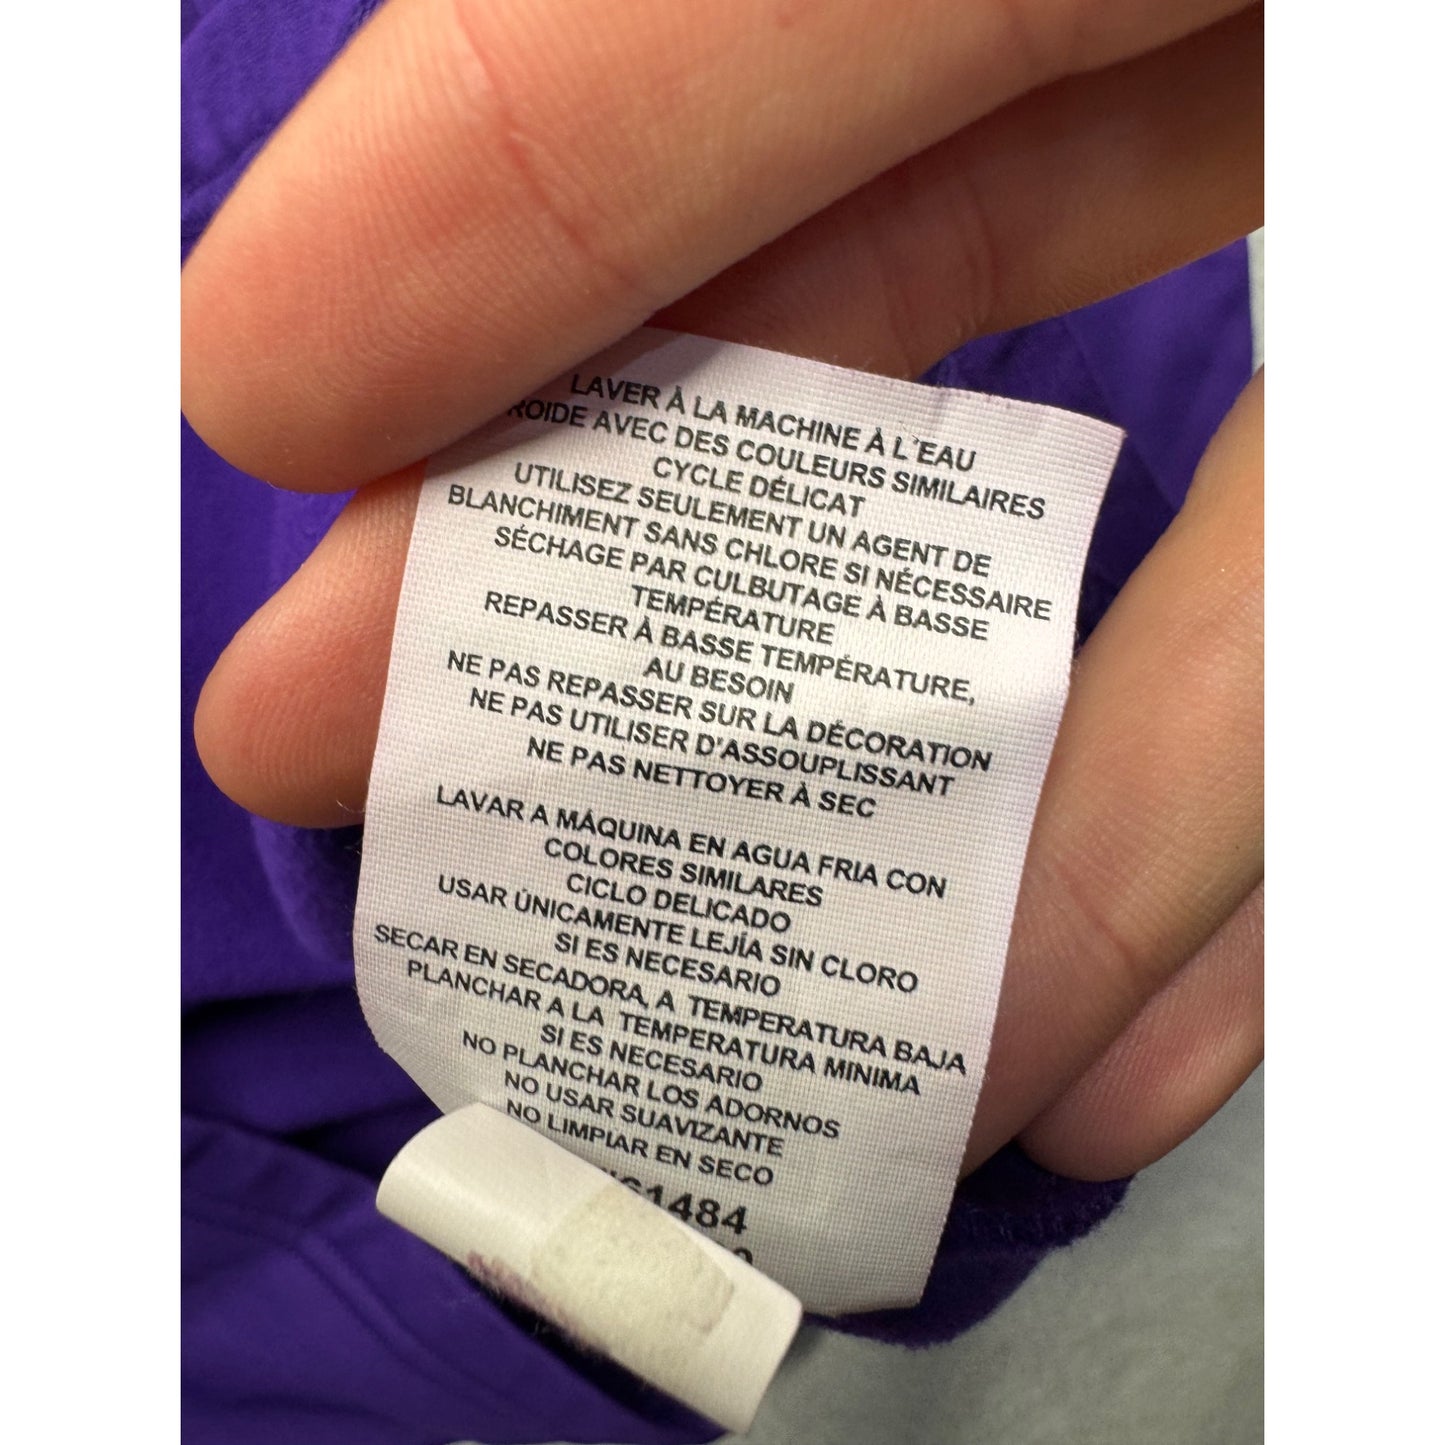 LAVER À LA MACHINE À L'EAU
ROIDE AVEC DES COULEURS SIMILAIRES
CYCLE DÉLICAT
UTILISEZ SEULEMENT UN AGENT DE
BLANCHIMENT SANS CHLORE SI NÉCESSAIRE
SÉCHAGE PAR CULBUTAGE À BASSE
TEMPÉRATURE
REPASSER À BASSE TEMPÉRATURE,
AU BESOIN
NE PAS REPASSER SUR LA DÉCORATION
NE PAS UTILISER D'ASSOUPLISSANT
NE PAS NETTOYER À SEC
LAVAR A MÁQUINA EN AGUA FRIA CON
COLORES SIMILARES
CICLO DELICADO
USAR ÚNICAMENTE LEJÍA SIN CLORO
SI ES NECESARIO
SECAR EN SECADORA, A TEMPERATURA BAJA
PLANCHAR A LA TEMPERATURA MINIMA
SI ES NECESARIO
NO PLANCHAR LOS ADORNOS
NO USAR SUAVIZANTE
NO LIMPIAR EN SECO
1484